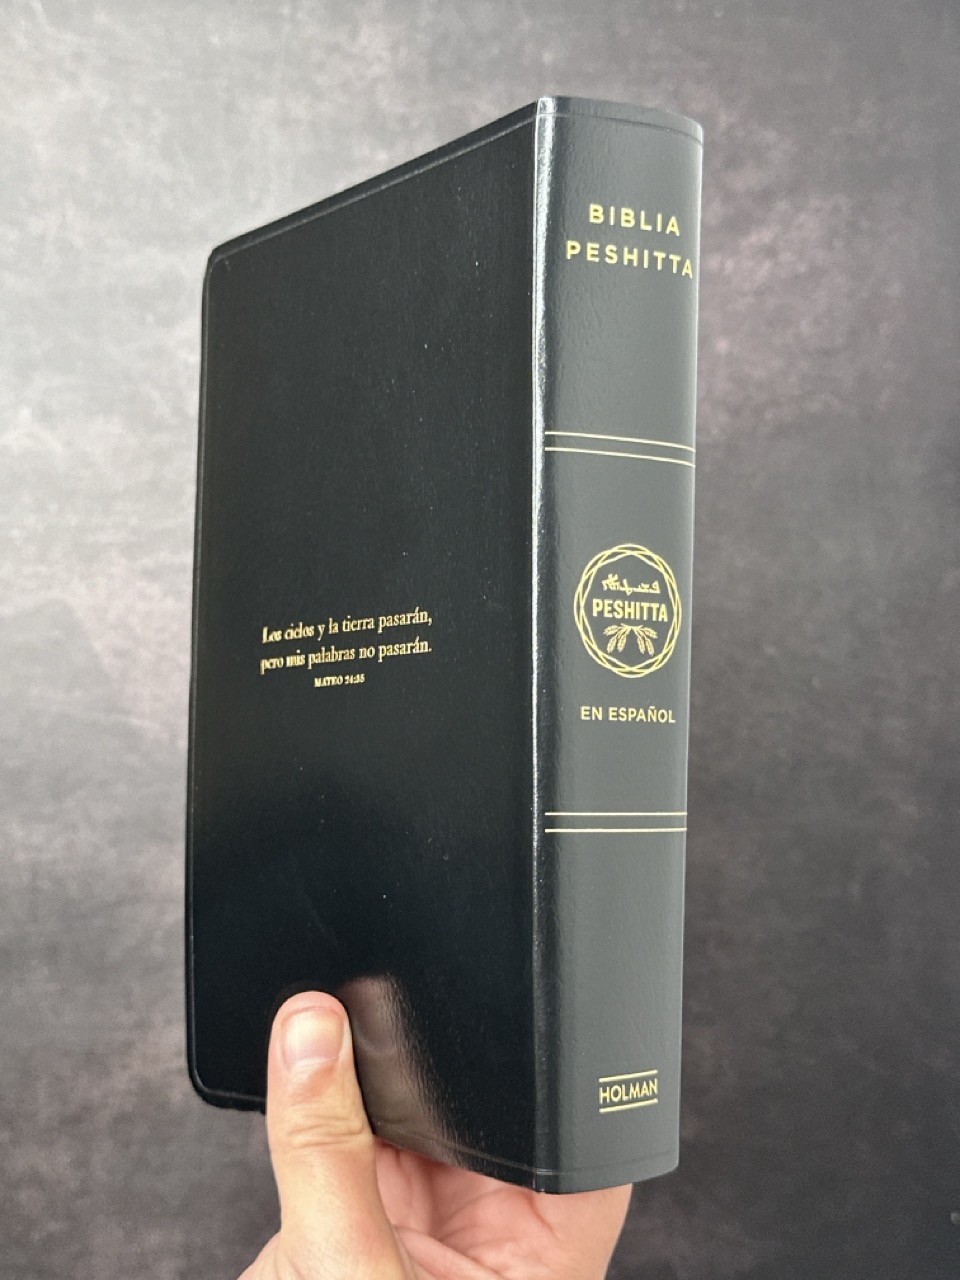 Los cielos y la tierra pasarán,
pero mis palabras no pasarán.
MATEO 24:35
BIBLIA
PESHITTA
ܦܫܝܛܬܐ
PESHITTA
EN ESPAÑOL
HOLMAN